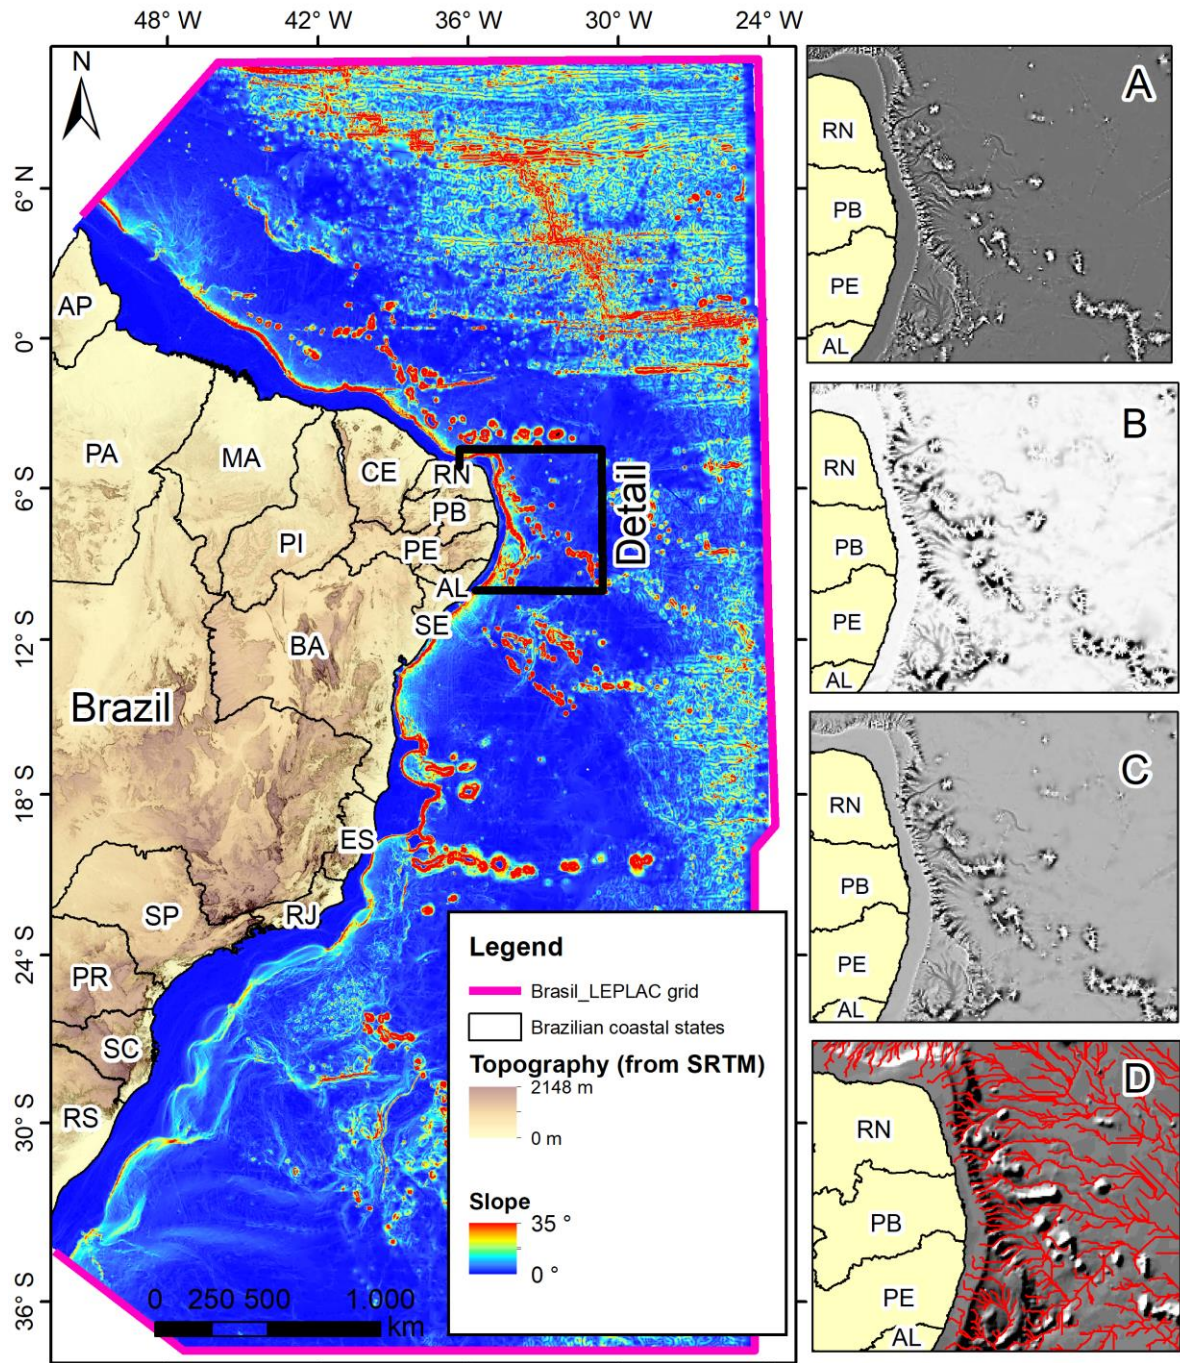 48° W 42° W 36° W 30° W 24° W
N
6° N
0°
6° S
12° S
18° S
24° S
30° S
36° S
AP
PA
MA
CE
RN
PB
PI
PE
AL
SE
BA
Brazil
ES
SP
RJ
PR
SC
RS
Detail
Legend
Brasil_LEPLAC grid
Brazilian coastal states
Topography (from SRTM)
2148 m
0 m
Slope
35 °
0 °
0 250 500 1.000
km
A
RN
PB
PE
AL
B
RN
PB
PE
AL
C
RN
PB
PE
AL
D
RN
PB
PE
AL